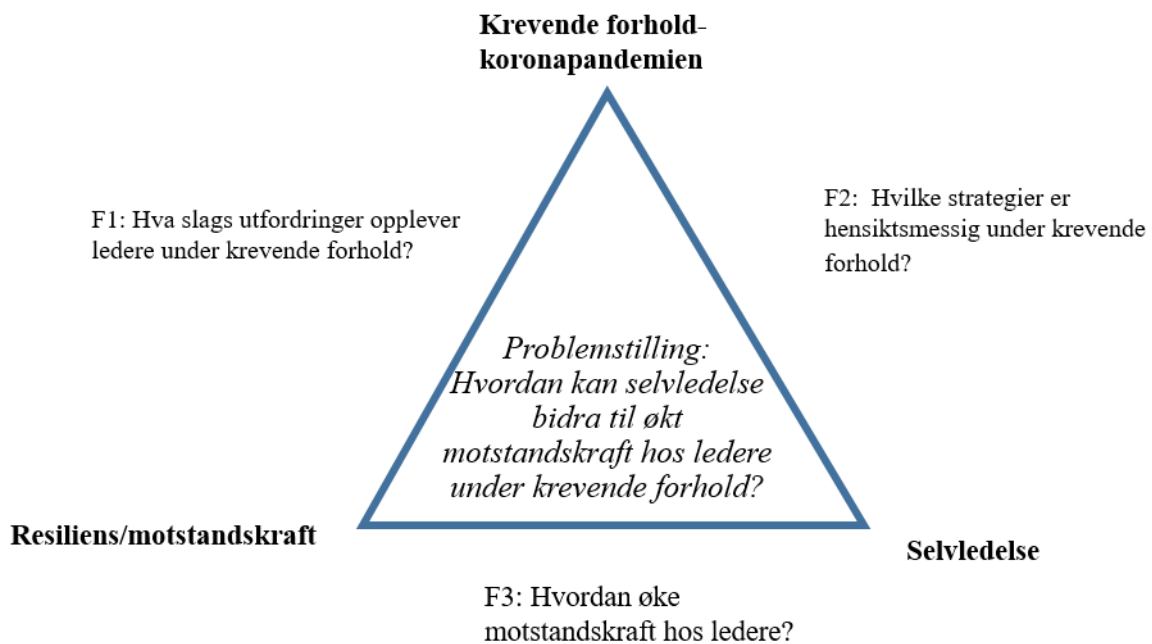 Krevende forhold-
koronapandemien
F1: Hva slags utfordringer opplever
ledere under krevende forhold?
F2:  Hvilke strategier er
hensiktsmessig under krevende
forhold?
Problemstilling:
Hvordan kan selvledelse
bidra til økt
motstandskraft hos ledere
under krevende forhold?
Resiliens/motstandskraft
Selvledelse
F3: Hvordan øke
motstandskraft hos ledere?